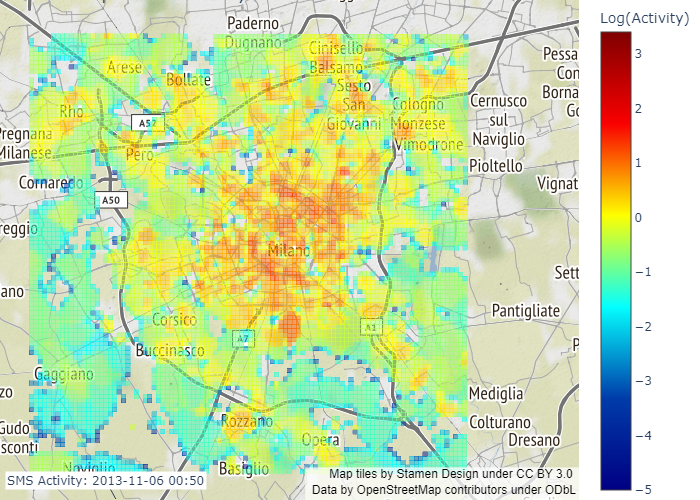 Log(Activity)
3
2
1
0
−1
−2
−3
−4
−5
Paderno
Dugnano
Cinisello
Balsamo
Arese
Bollate
Sesto
San
Giovanni
Rho
Cologno
Monzese
Cernusco
sul
Naviglio
Pessa
Con
Borna
Go
A52
Pregnana
Milanese
Pero
Vimodrone
Pioltello
Cornaredo
Vignat
A50
reggio
Milano
Sett
ano
Pantigliate
Corsico
A7
A1
Buccinasco
P
Gaggiano
zo
Mediglia
Gudo
sconti
Rozzano
Colturano
Opera
Dresano
Noviglio
Basiglio
SMS Activity: 2013-11-06 00:50
Map tiles by Stamen Design under CC BY 3.0
Data by OpenStreetMap contributors under ODbL